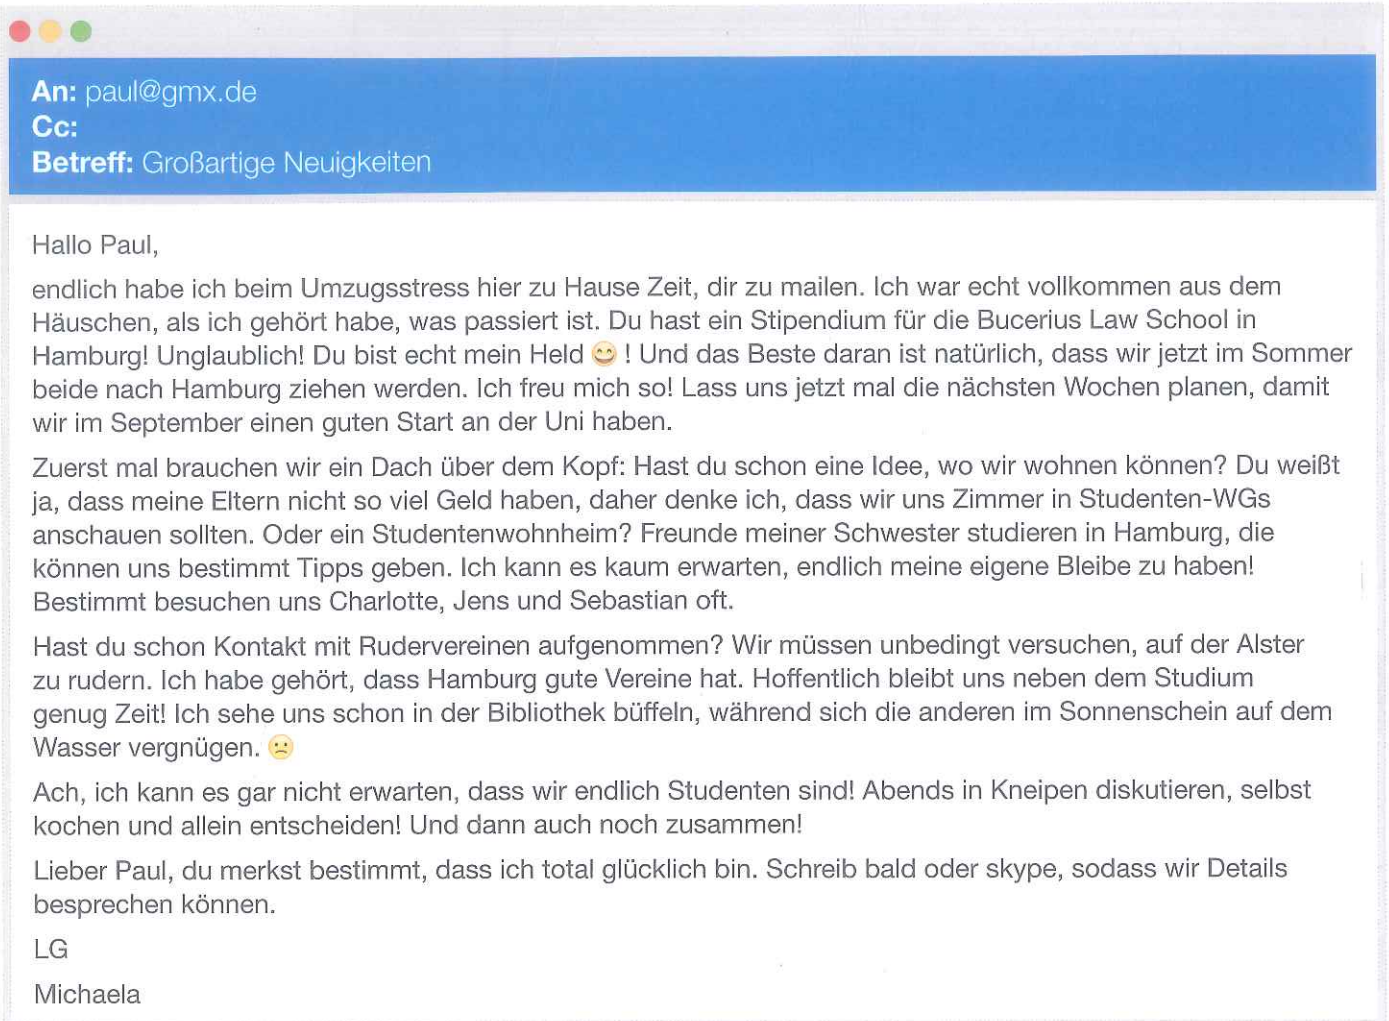 An: paul@gmx.de
Cc:
Betreff: Großartige Neuigkeiten
Hallo Paul,
endlich habe ich beim Umzugsstress hier zu Hause Zeit, dir zu mailen. Ich war echt vollkommen aus dem
Häuschen, als ich gehört habe, was passiert ist. Du hast ein Stipendium für die Bucerius Law School in
Hamburg! Unglaublich! Du bist echt mein Held 😄 ! Und das Beste daran ist natürlich, dass wir jetzt im Sommer
beide nach Hamburg ziehen werden. Ich freu mich so! Lass uns jetzt mal die nächsten Wochen planen, damit
wir im September einen guten Start an der Uni haben.
Zuerst mal brauchen wir ein Dach über dem Kopf: Hast du schon eine Idee, wo wir wohnen können? Du weißt
ja, dass meine Eltern nicht so viel Geld haben, daher denke ich, dass wir uns Zimmer in Studenten-WGs
anschauen sollten. Oder ein Studentenwohnheim? Freunde meiner Schwester studieren in Hamburg, die
können uns bestimmt Tipps geben. Ich kann es kaum erwarten, endlich meine eigene Bleibe zu haben!
Bestimmt besuchen uns Charlotte, Jens und Sebastian oft.
Hast du schon Kontakt mit Rudervereinen aufgenommen? Wir müssen unbedingt versuchen, auf der Alster
zu rudern. Ich habe gehört, dass Hamburg gute Vereine hat. Hoffentlich bleibt uns neben dem Studium
genug Zeit! Ich sehe uns schon in der Bibliothek büffeln, während sich die anderen im Sonnenschein auf dem
Wasser vergnügen. 🙁
Ach, ich kann es gar nicht erwarten, dass wir endlich Studenten sind! Abends in Kneipen diskutieren, selbst
kochen und allein entscheiden! Und dann auch noch zusammen!
Lieber Paul, du merkst bestimmt, dass ich total glücklich bin. Schreib bald oder skype, sodass wir Details
besprechen können.
LG
Michaela